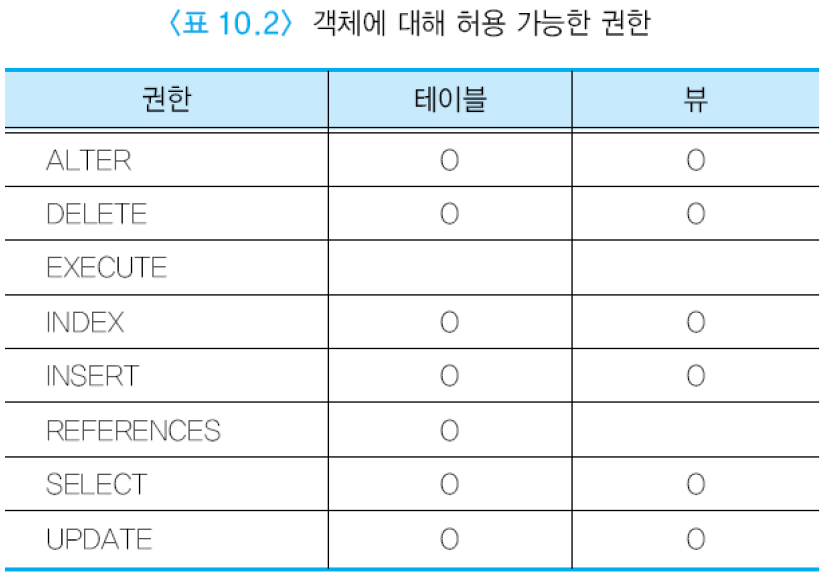 〈표 10.2〉 객체에 대해 허용 가능한 권한
권한 테이블 뷰
ALTER O O
DELETE O O
EXECUTE
INDEX O O
INSERT O O
REFERENCES O
SELECT O O
UPDATE O O